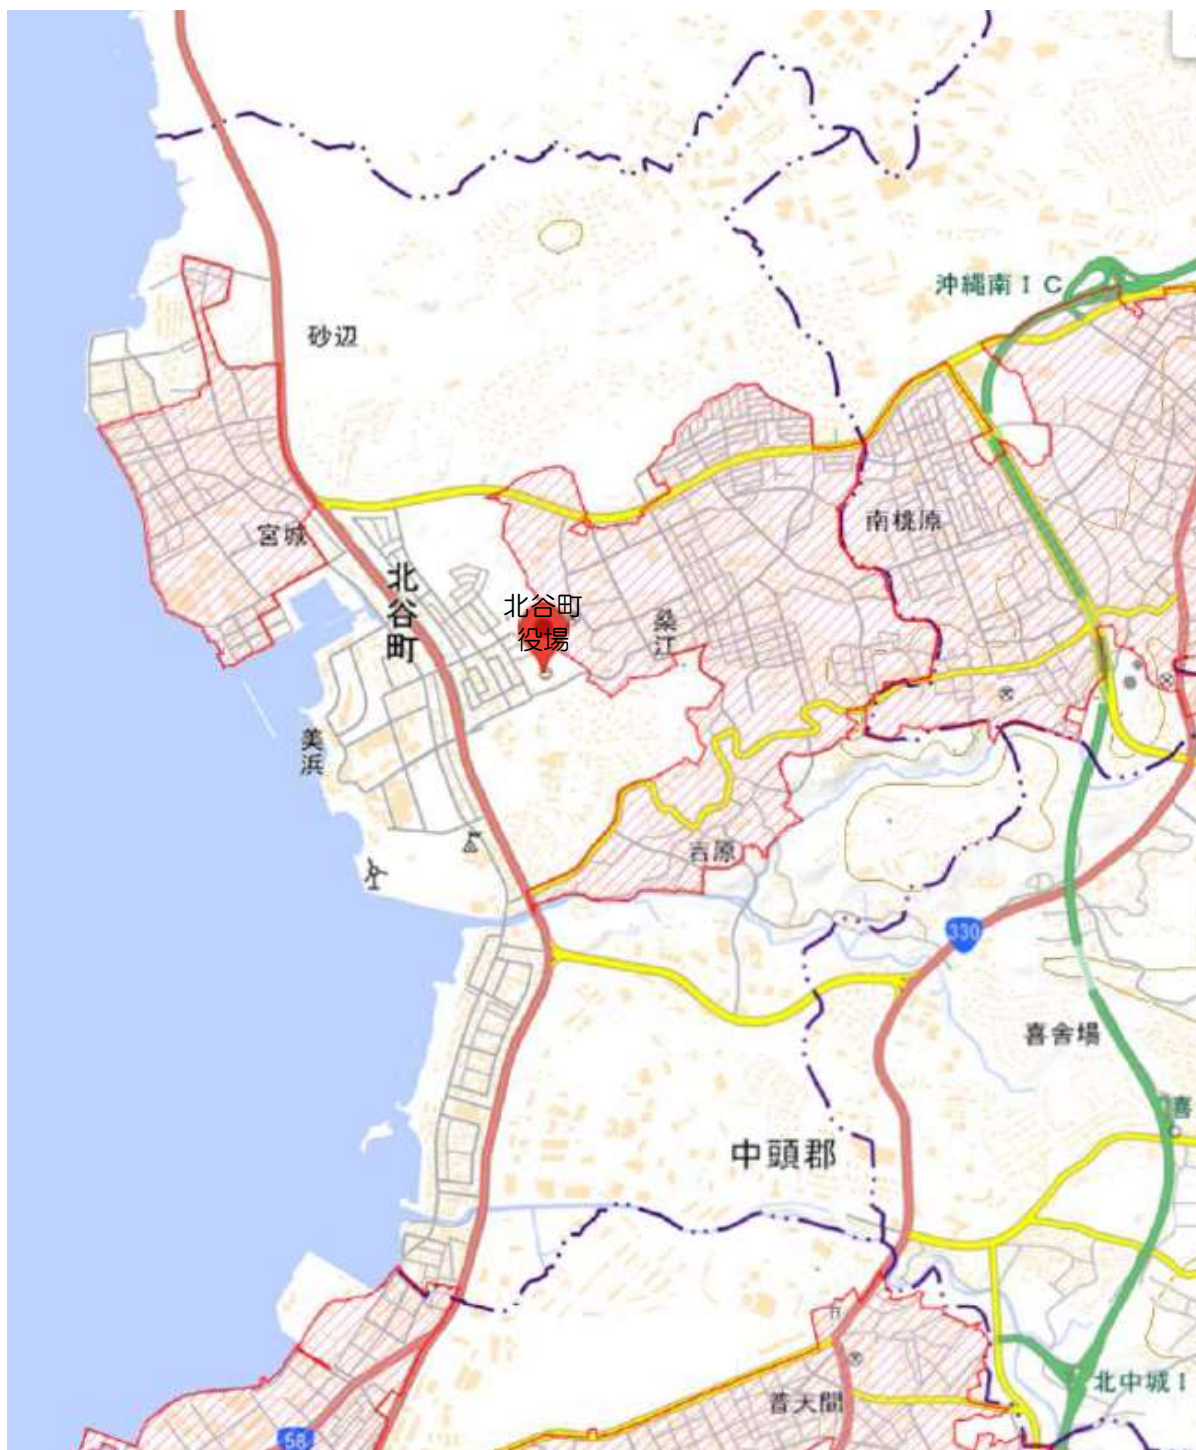 沖縄南IC
砂辺
南桃原
宮城
北谷町
北谷町
役場
桑江
美浜
吉原
330
喜舎場
喜
中頭郡
北中城I
普天間
58